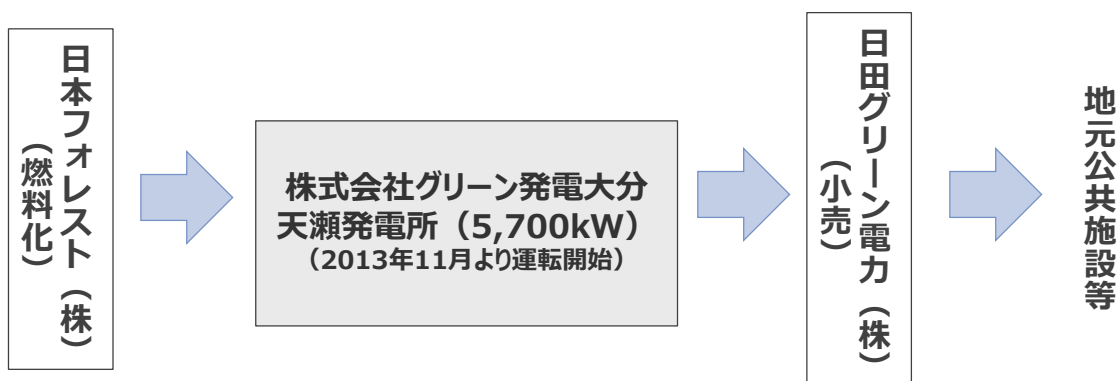 日本フォレスト（株）
（燃料化）
株式会社グリーン発電大分
天瀬発電所（5,700kW）
（2013年11月より運転開始）
日田グリーン電力（株）
（小売）
地元公共施設等